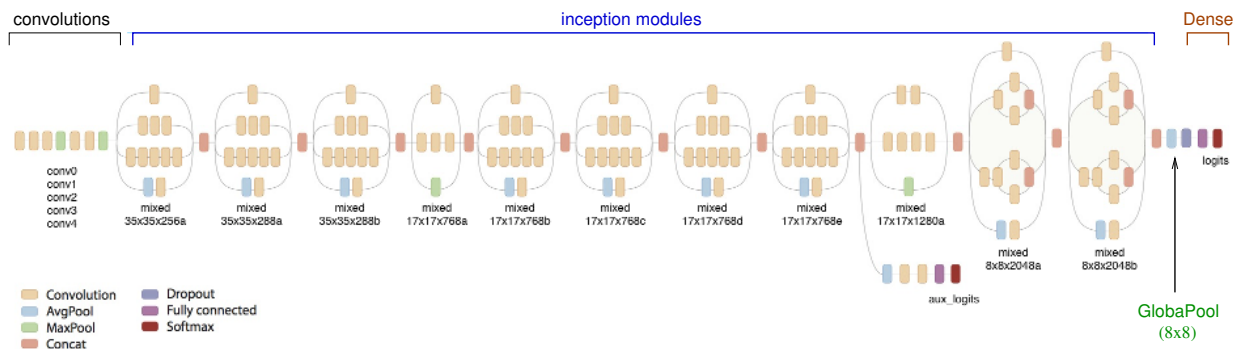 convolutions
inception modules
Dense
conv0
conv1
conv2
conv3
conv4
mixed
35x35x256a
mixed
35x35x288a
mixed
35x35x288b
mixed
17x17x768a
mixed
17x17x768b
mixed
17x17x768c
mixed
17x17x768d
mixed
17x17x768e
mixed
17x17x1280a
mixed
8x8x2048a
mixed
8x8x2048b
logits
aux_logits
Convolution
AvgPool
MaxPool
Concat
Dropout
Fully connected
Softmax
GlobaPool
(8x8)